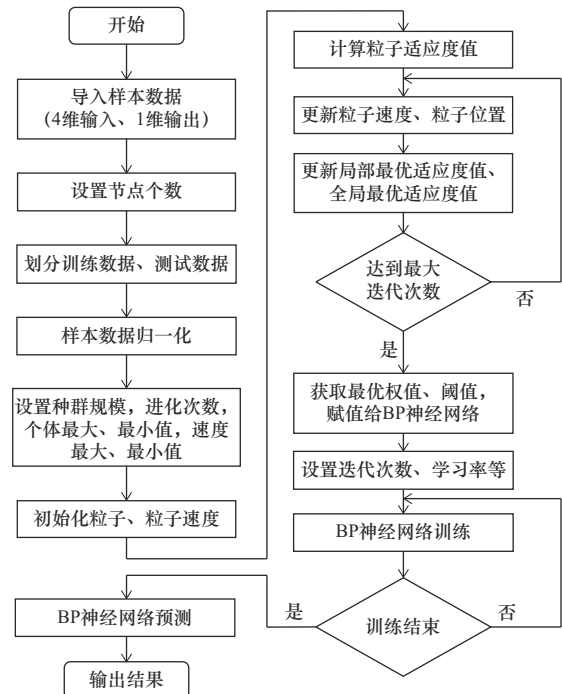 开始
导入样本数据
（4维输入、1维输出）
设置节点个数
划分训练数据、测试数据
样本数据归一化
设置种群规模，进化次数，
个体最大、最小值，速度
最大、最小值
初始化粒子、粒子速度
计算粒子适应度值
更新粒子速度、粒子位置
更新局部最优适应度值、
全局最优适应度值
达到最大
迭代次数
否
是
获取最优权值、阈值，
赋值给BP神经网络
设置迭代次数、学习率等
BP神经网络训练
训练结束
否
是
BP神经网络预测
输出结果